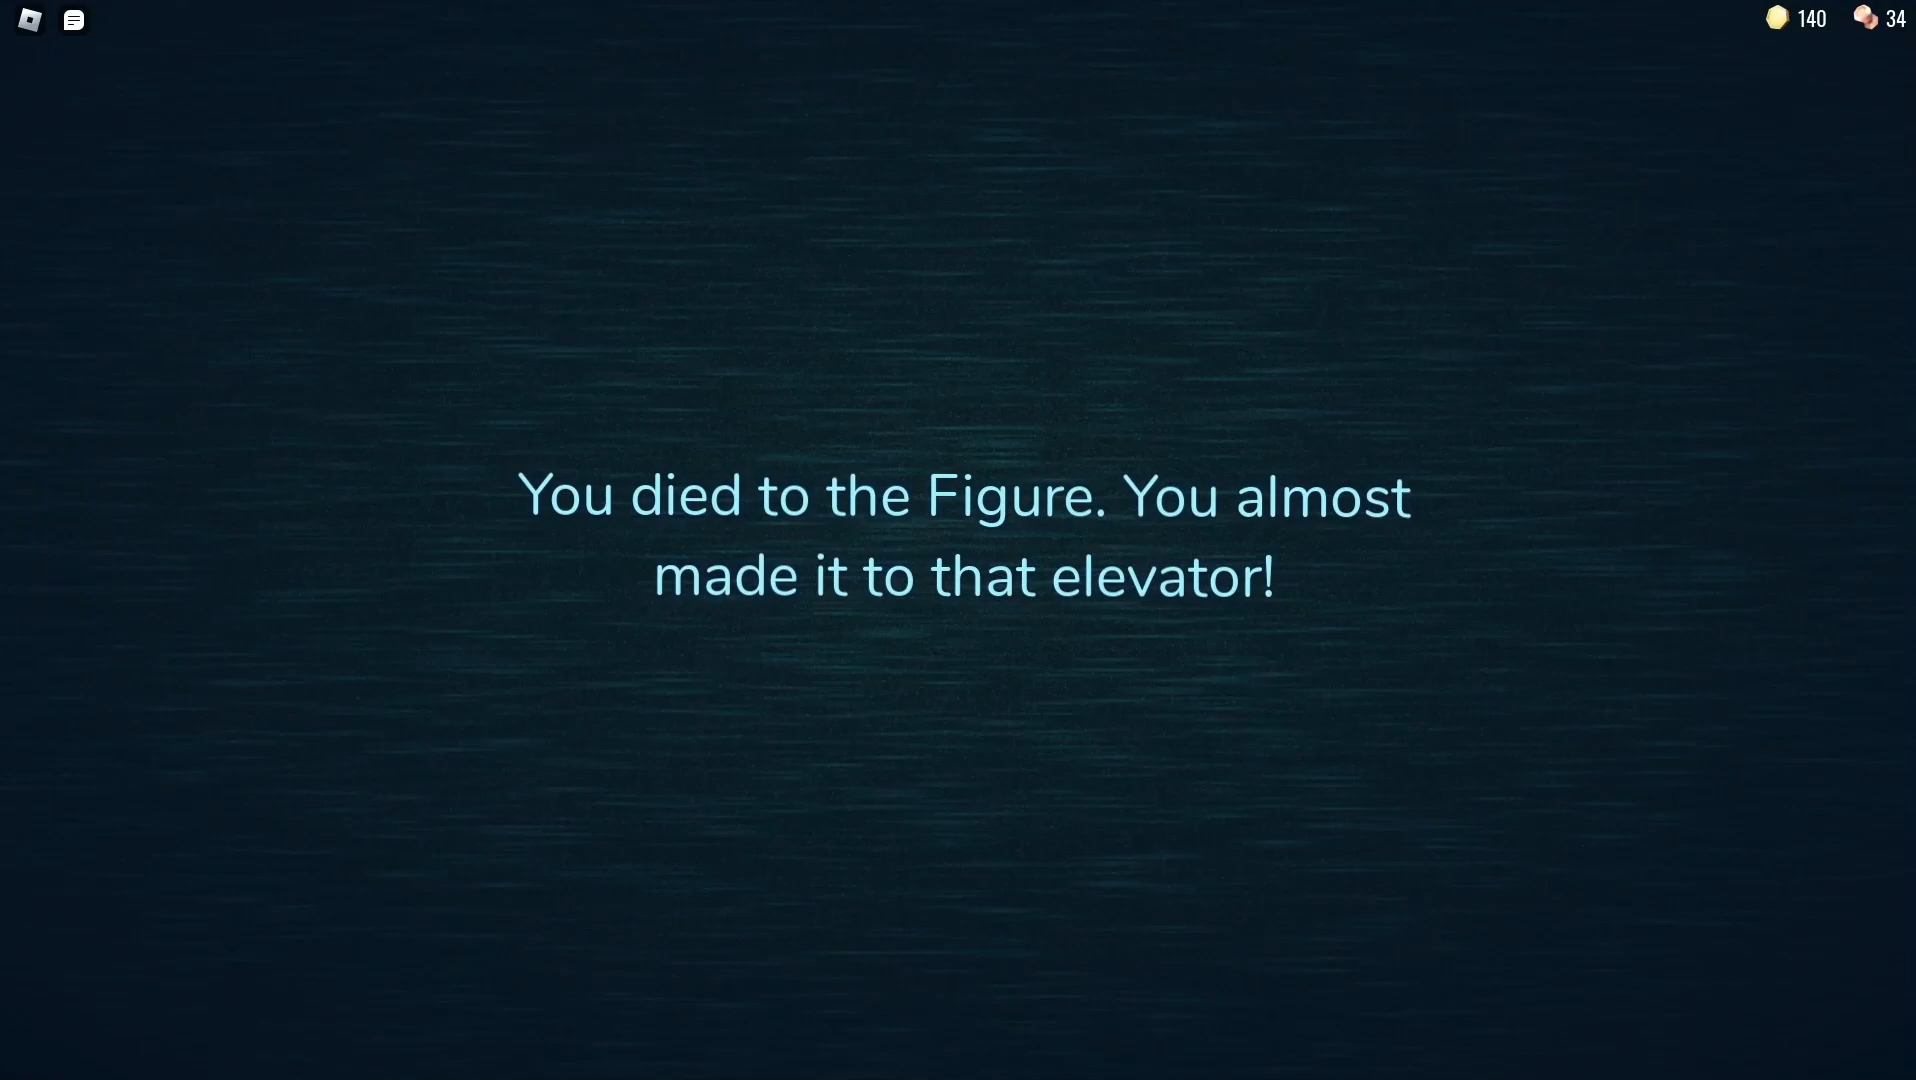 140 34
You died to the Figure. You almost
made it to that elevator!